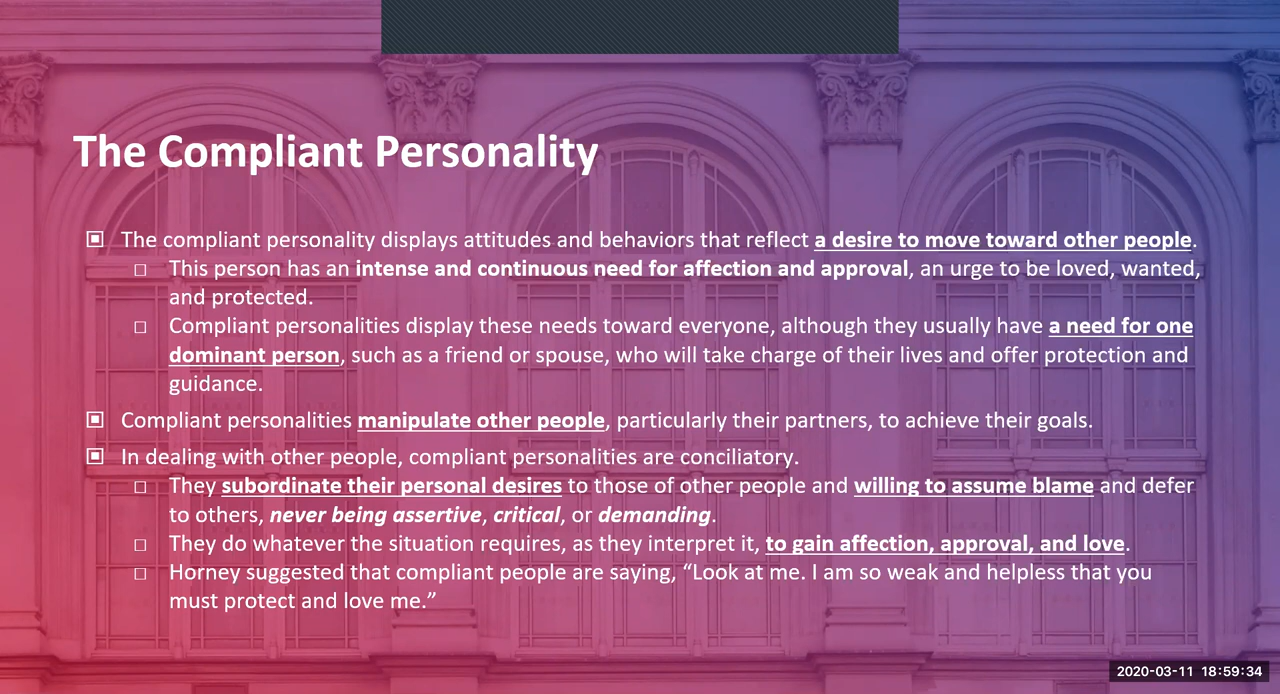 The Compliant Personality
The compliant personality displays attitudes and behaviors that reflect a desire to move toward other people.
This person has an intense and continuous need for affection and approval, an urge to be loved, wanted,
and protected.
Compliant personalities display these needs toward everyone, although they usually have a need for one
dominant person, such as a friend or spouse, who will take charge of their lives and offer protection and
guidance.
Compliant personalities manipulate other people, particularly their partners, to achieve their goals.
In dealing with other people, compliant personalities are conciliatory.
They subordinate their personal desires to those of other people and willing to assume blame and defer
to others, never being assertive, critical, or demanding.
They do whatever the situation requires, as they interpret it, to gain affection, approval, and love.
Horney suggested that compliant people are saying, “Look at me. I am so weak and helpless that you
must protect and love me.”
2020-03-11 18:59:34